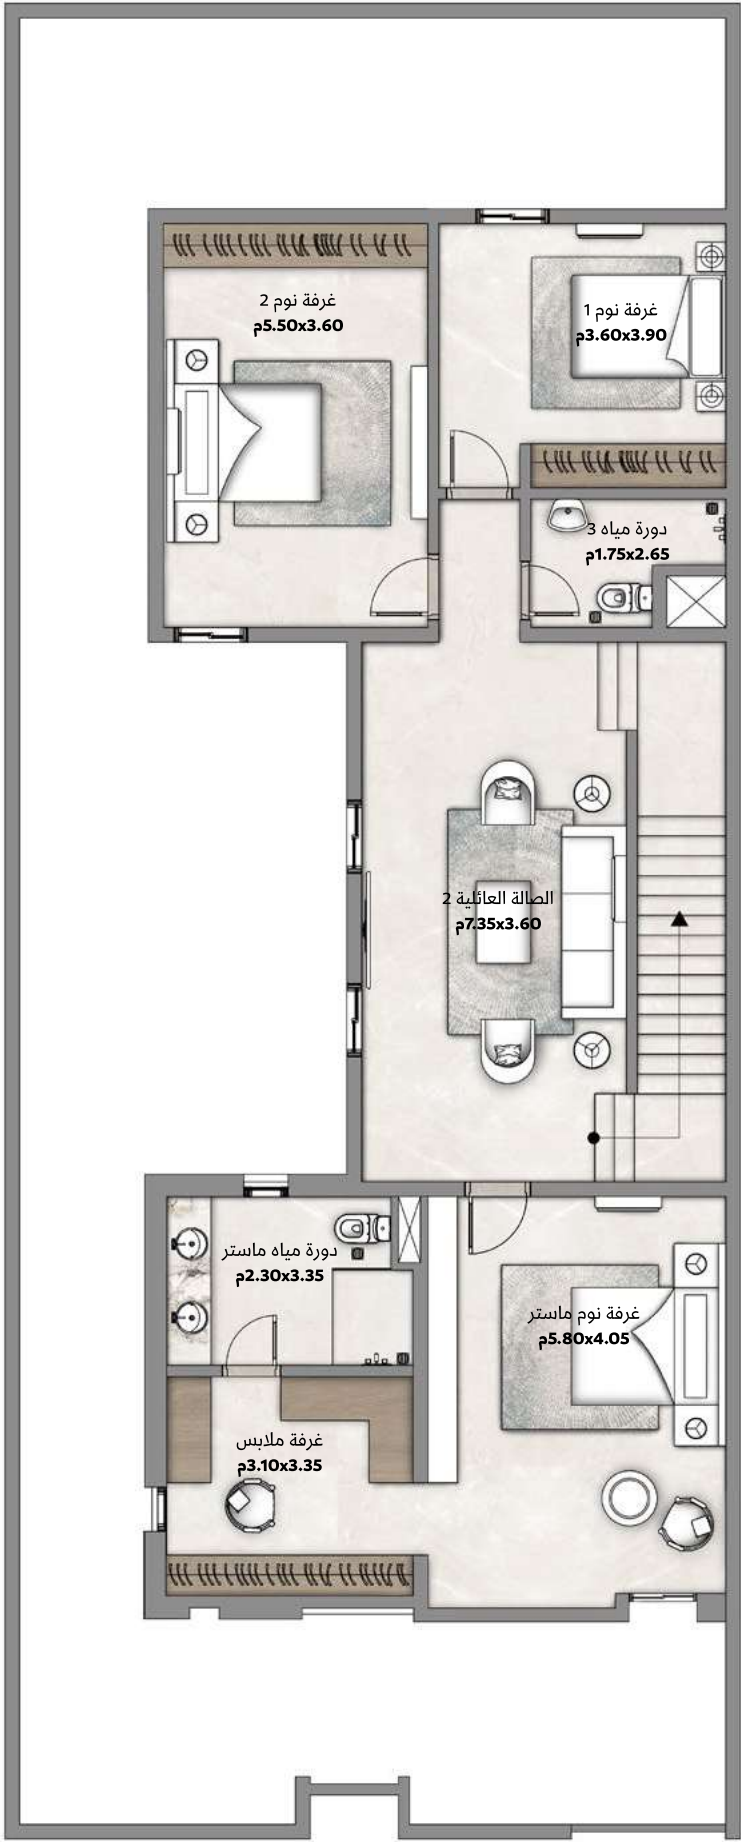 غرفة نوم 2
5.50x3.60م
غرفة نوم 1
3.60x3.90م
دورة مياه 3
1.75x2.65م
الصالة العائلية 2
7.35x3.60م
دورة مياه ماستر
2.30x3.35م
غرفة نوم ماستر
5.80x4.05م
غرفة ملابس
3.10x3.35م